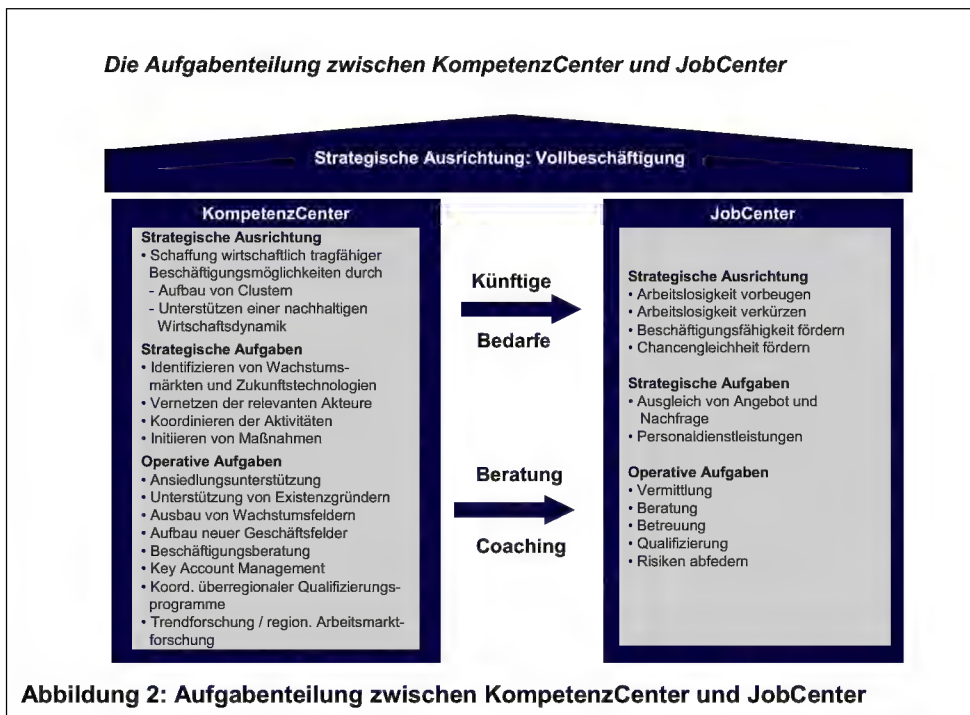 Die Aufgabenteilung zwischen KompetenzCenter und JobCenter
Strategische Ausrichtung: Vollbeschäftigung
KompetenzCenter
Strategische Ausrichtung
• Schaffung wirtschaftlich tragfähiger
Beschäftigungsmöglichkeiten durch
- Aufbau von Clustern
- Unterstützen einer nachhaltigen
Wirtschaftsdynamik
Strategische Aufgaben
• Identifizieren von Wachstums-
märkten und Zukunftstechnologien
• Vernetzen der relevanten Akteure
• Koordinieren der Aktivitäten
• Initiieren von Maßnahmen
Operative Aufgaben
• Ansiedlungsunterstützung
• Unterstützung von Existenzgründern
• Ausbau von Wachstumsfeldern
• Aufbau neuer Geschäftsfelder
• Beschäftigungsberatung
• Key Account Management
• Koord. überregionaler Qualifizierungs-
programme
• Trendforschung / region. Arbeitsmarkt-
forschung
Künftige
Bedarfe
Beratung
Coaching
JobCenter
Strategische Ausrichtung
• Arbeitslosigkeit vorbeugen
• Arbeitslosigkeit verkürzen
• Beschäftigungsfähigkeit fördern
• Chancengleichheit fördern
Strategische Aufgaben
• Ausgleich von Angebot und
Nachfrage
• Personaldienstleistungen
Operative Aufgaben
• Vermittlung
• Beratung
• Betreuung
• Qualifizierung
• Risiken abfedern
Abbildung 2: Aufgabenteilung zwischen KompetenzCenter und JobCenter